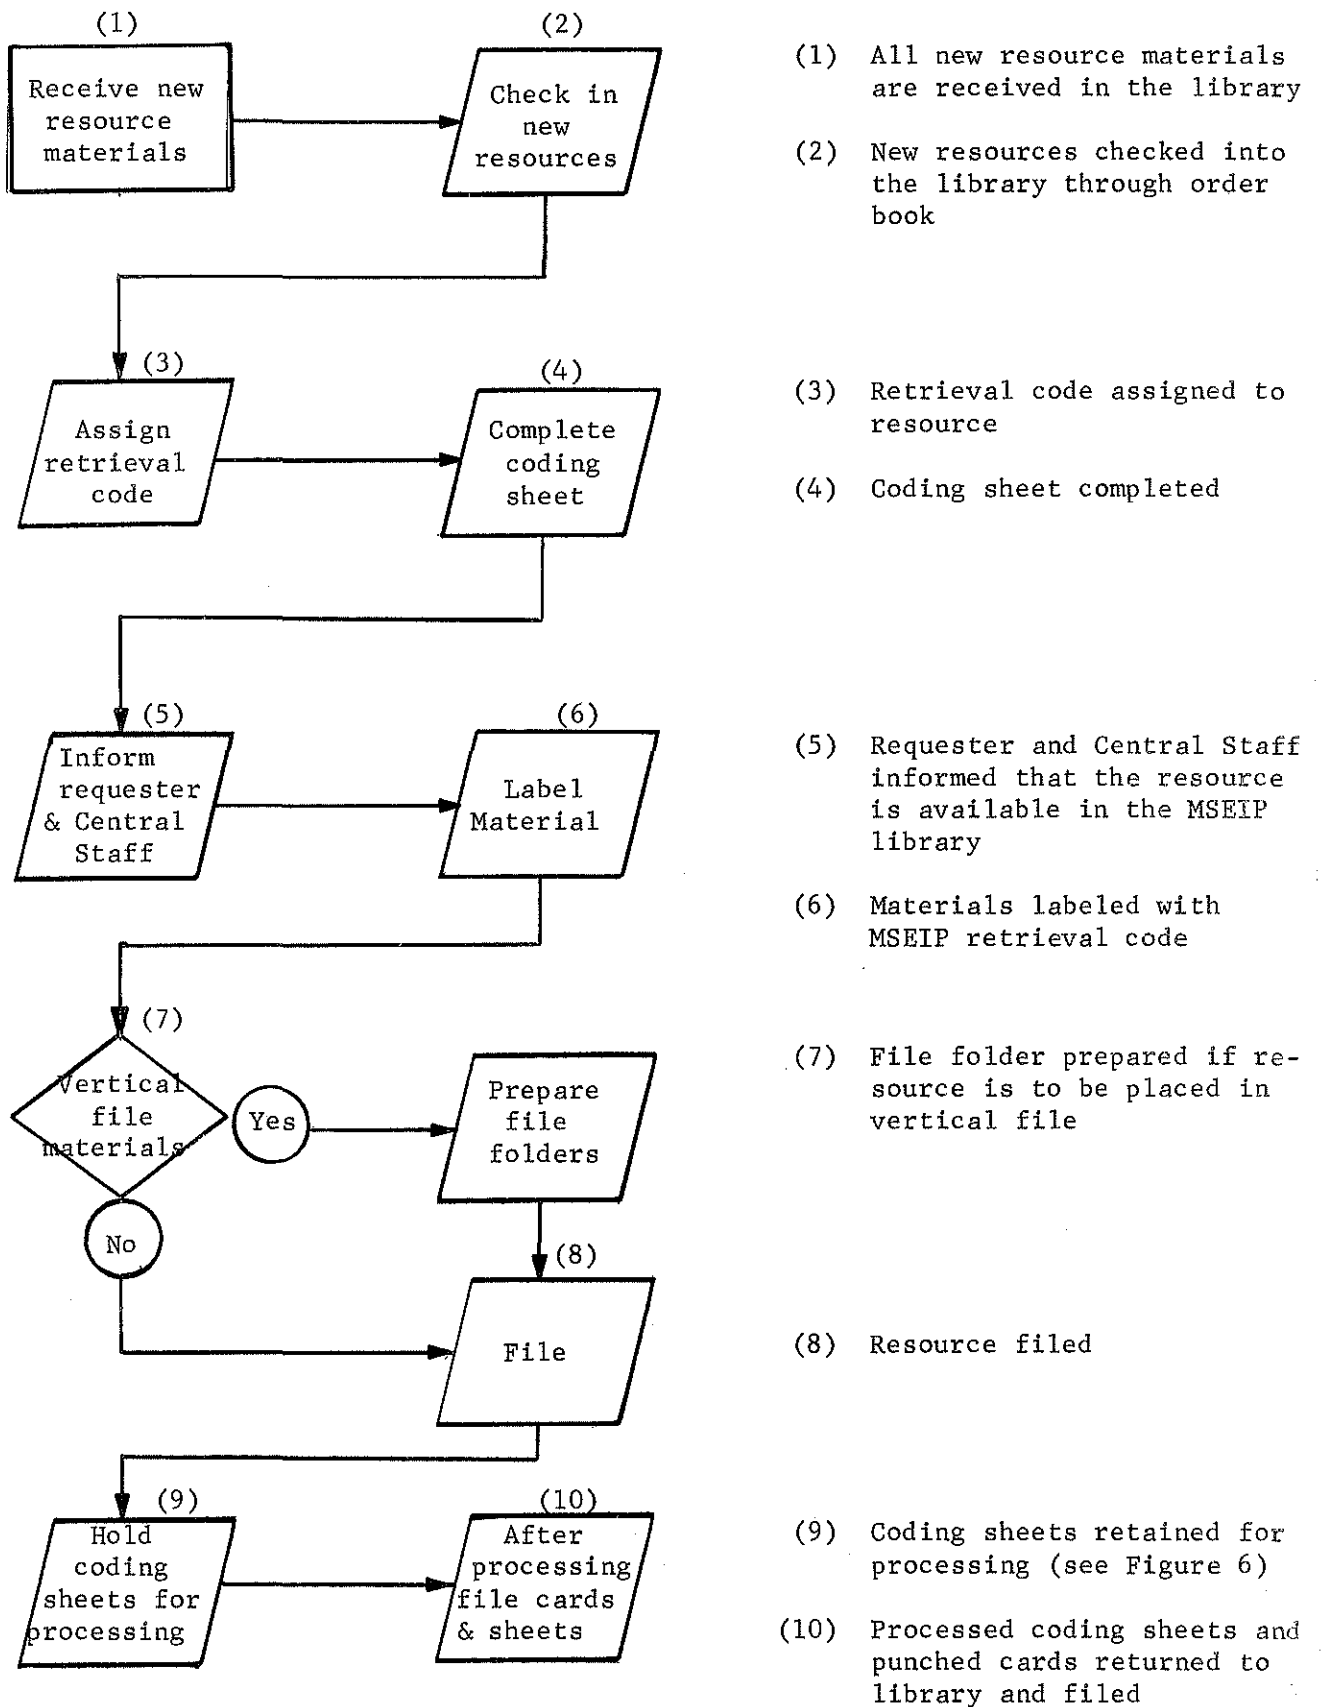 (1)
Receive new
resource
materials
(2)
Check in
new
resources
(1) All new resource materials
are received in the library
(2) New resources checked into
the library through order
book
(3)
Assign
retrieval
code
(4)
Complete
coding
sheet
(3) Retrieval code assigned to
resource
(4) Coding sheet completed
(5)
Inform
requester
& Central
Staff
(6)
Label
Material
(5) Requester and Central Staff
informed that the resource
is available in the MSEIP
library
(6) Materials labeled with
MSEIP retrieval code
(7)
Vertical
file
materials
Yes
No
Prepare
file
folders
(7) File folder prepared if re-
source is to be placed in
vertical file
(8)
File
(8) Resource filed
(9)
Hold
coding
sheets for
processing
(10)
After
processing
file cards
& sheets
(9) Coding sheets retained for
processing (see Figure 6)
(10) Processed coding sheets and
punched cards returned to
library and filed